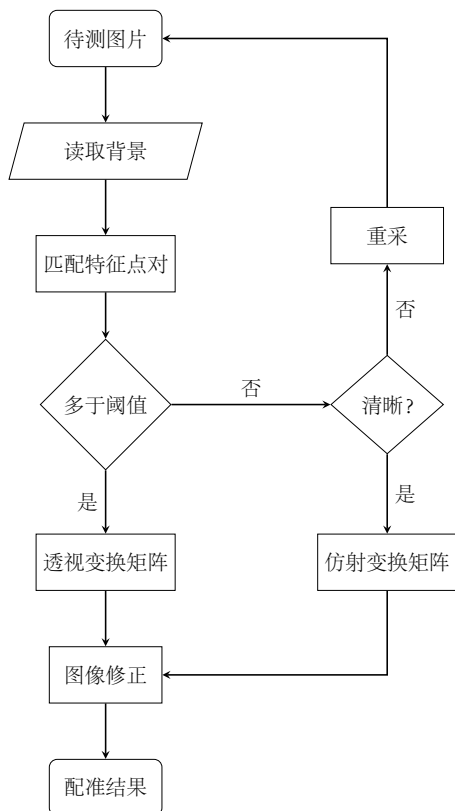 待测图片
读取背景
重采
匹配特征点对
否
多于阈值
否
清晰?
是
是
透视变换矩阵
仿射变换矩阵
图像修正
配准结果